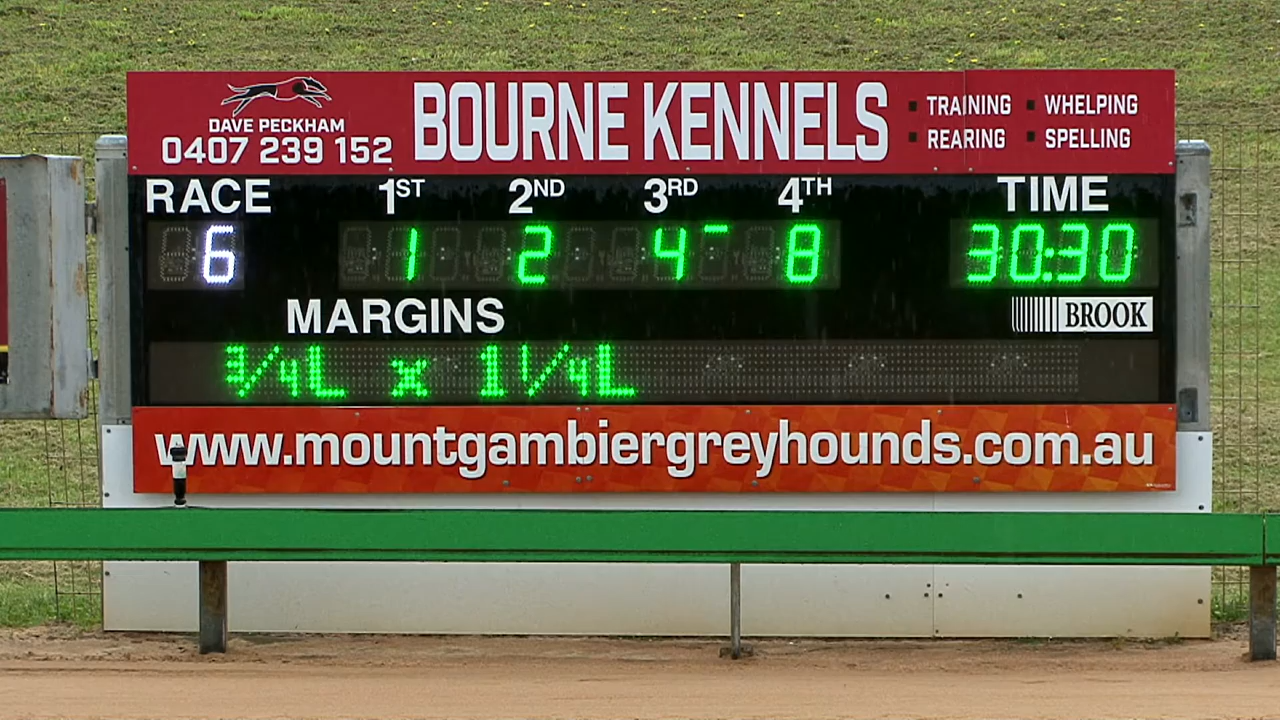 DAVE PECKHAM
0407 239 152
BOURNE KENNELS
▪ TRAINING ▪ WHELPING
▪ REARING ▪ SPELLING
RACE 1ST 2ND 3RD 4TH TIME
6 1 2 4 - 8 30:30
MARGINS
BROOK
3/4L x 1 1/4L
www.mountgambiergreyhounds.com.au